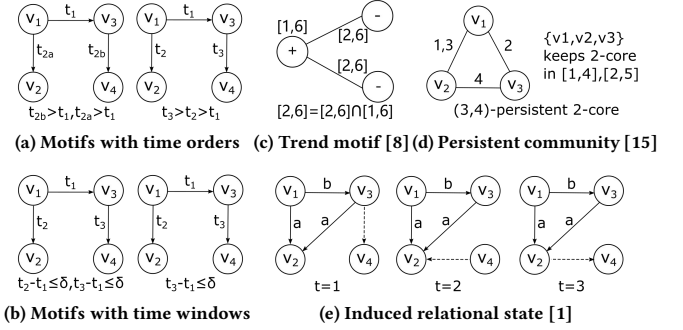 v1 t1 v3 v1 t1 v3
t2a t2b t2 t3
v2 v4 v2 v4
t2b>t1,t2a>t1 t3>t2>t1
(a) Motifs with time orders
[1,6] -
+ [2,6]
[2,6]
-
[2,6]=[2,6]∩[1,6]
(c) Trend motif [8]
v1
1,3 2
v2 4 v3
{v1,v2,v3}
keeps 2-core
in [1,4],[2,5]
(3,4)-persistent 2-core
(d) Persistent community [15]
v1 t1 v3 v1 t1 v3
t2 t3 t2 t3
v2 v4 v2 v4
t2-t1≤δ,t3-t1≤δ t3-t1≤δ
(b) Motifs with time windows
v1 b v3 v1 b v3 v1 b v3
a a a a a a
v2 v4 v2 v4 v2 v4
t=1 t=2 t=3
(e) Induced relational state [1]